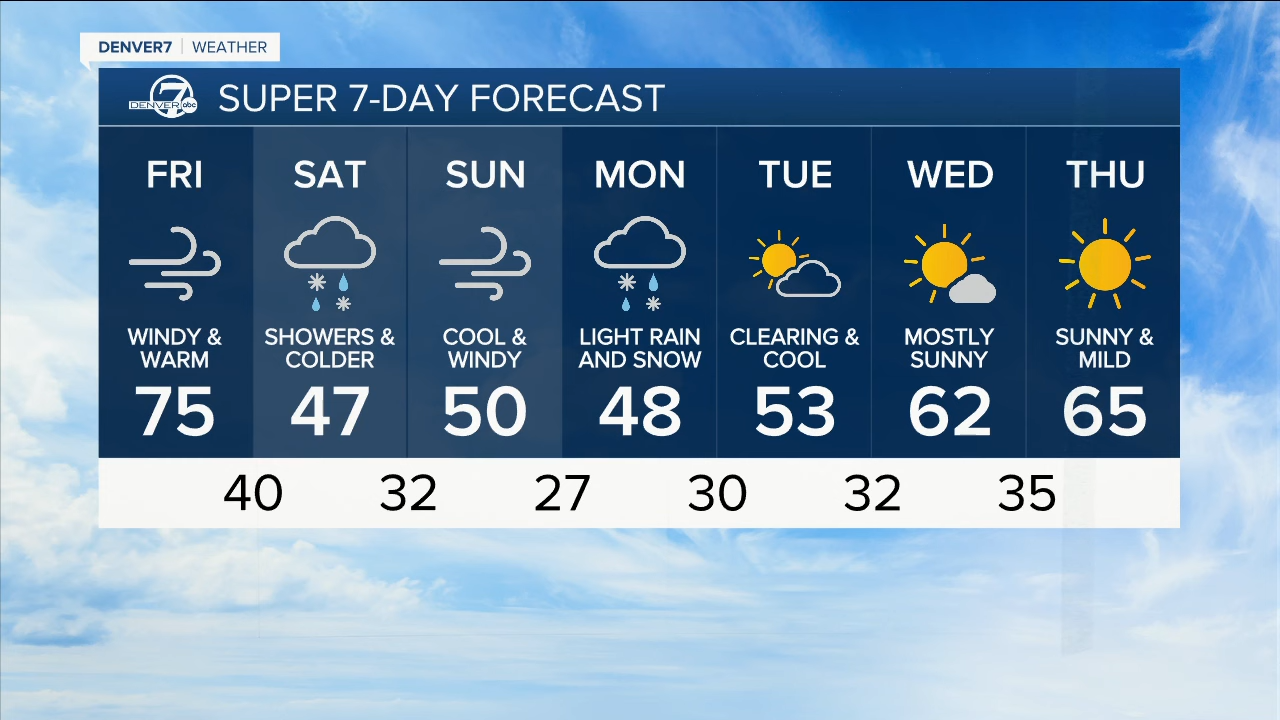 DENVER7 | WEATHER
DENVER 7 abc
SUPER 7-DAY FORECAST
FRI SAT SUN MON TUE WED THU
WINDY & WARM
SHOWERS & COLDER
COOL & WINDY
LIGHT RAIN AND SNOW
CLEARING & COOL
MOSTLY SUNNY
SUNNY & MILD
75 47 50 48 53 62 65
40 32 27 30 32 35